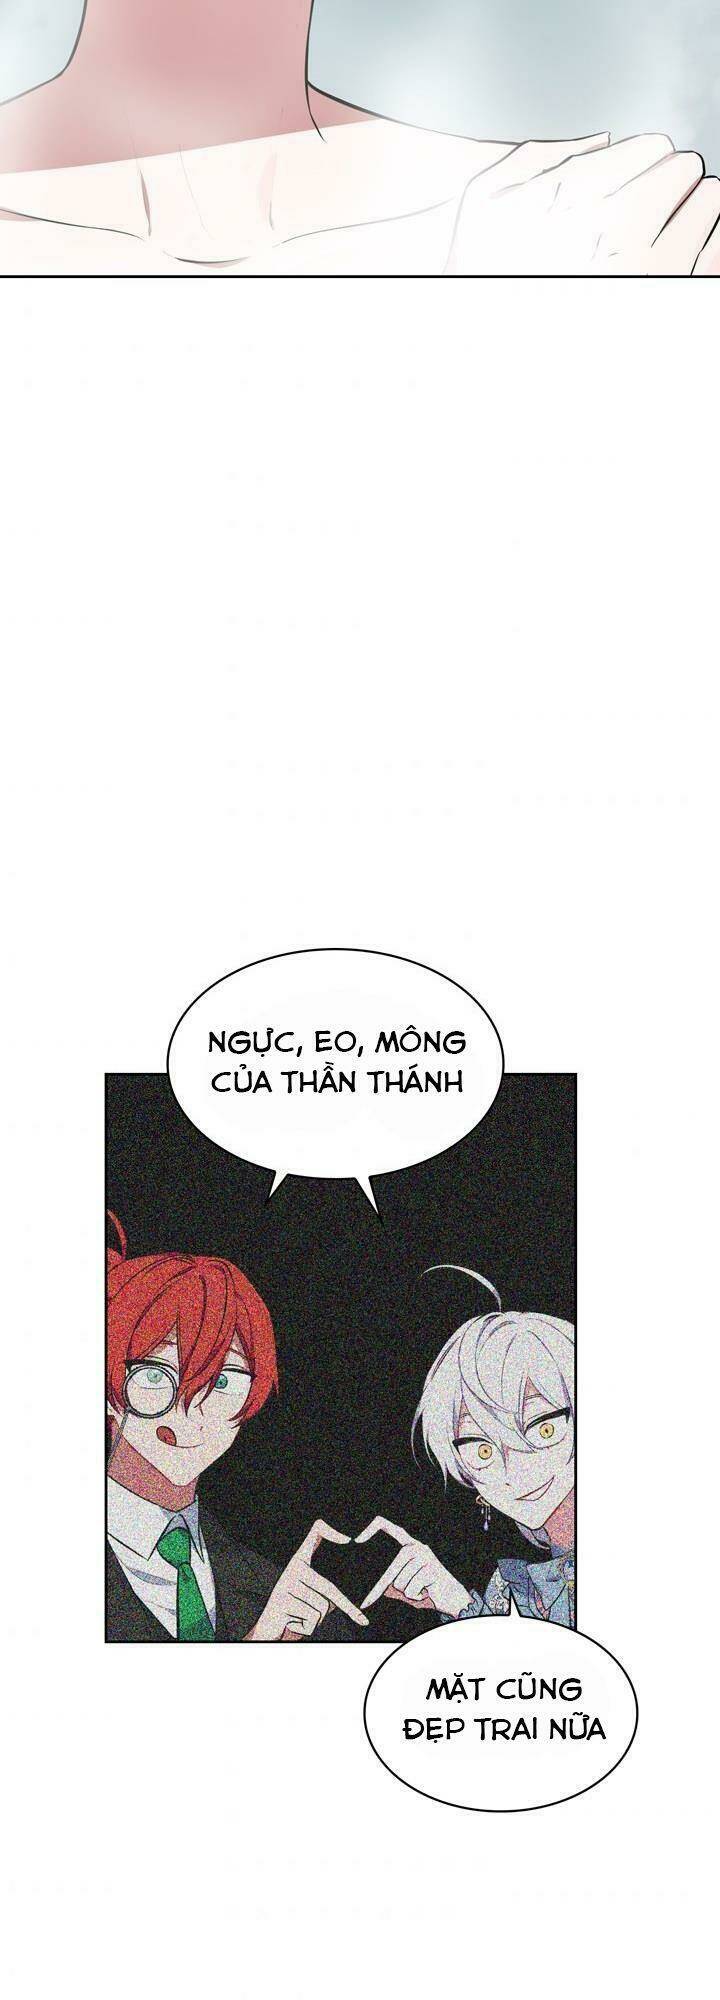 NGỰC, EO, MÔNG
CỦA THẦN THÁNH
MẶT CŨNG
ĐẸP TRAI NỮA